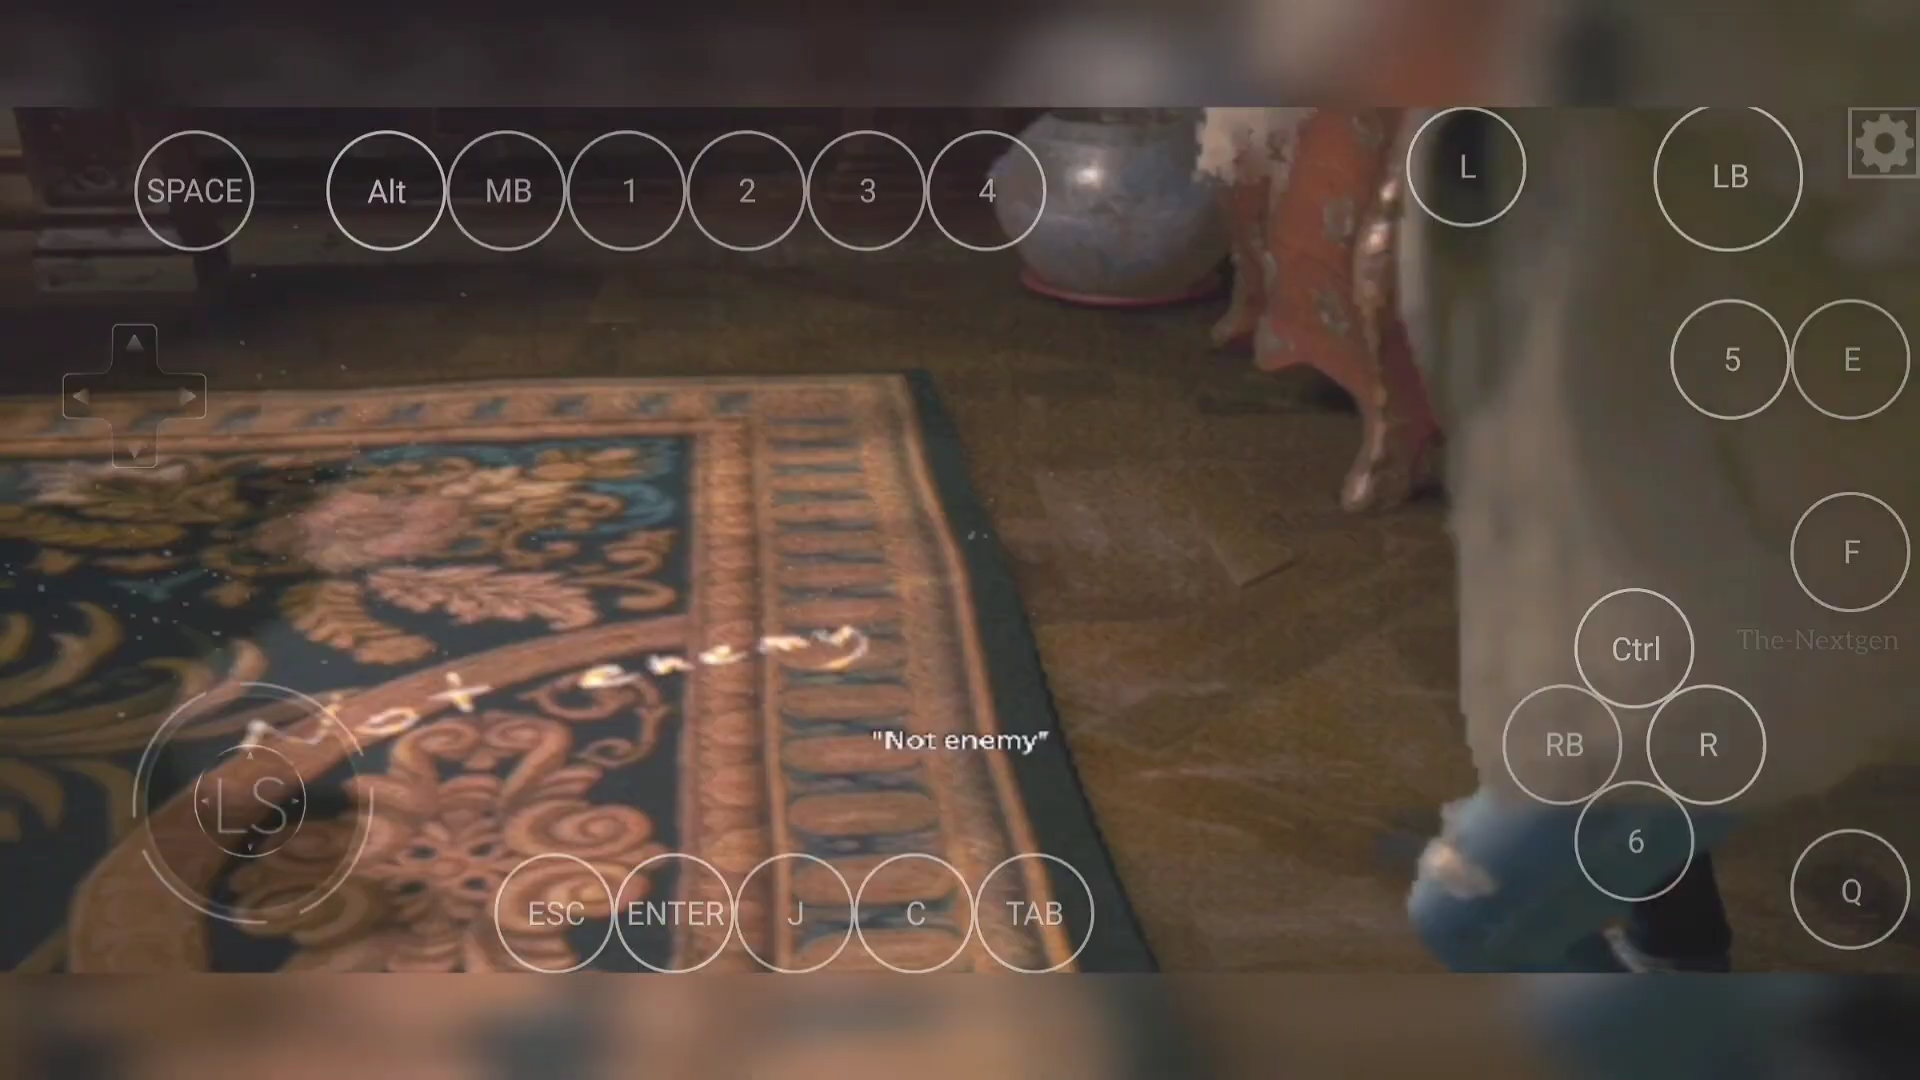 SPACE
Alt
MB
1
2
3
4
L
LB
5
E
F
Ctrl
The-Nextgen
RB
R
Not enemy
"Not enemy"
LS
6
Q
ESC
ENTER
J
C
TAB